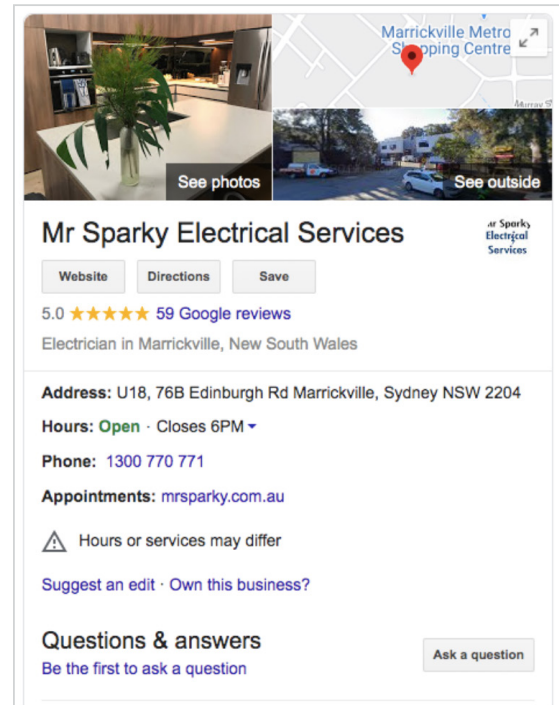 Marrickville Metro
Shopping Centre
Murray S
See photos
See outside
Mr Sparky Electrical Services
Mr Sparky
Electrical
Services
Website
Directions
Save
5.0 ★★★★★ 59 Google reviews
Electrician in Marrickville, New South Wales
Address: U18, 76B Edinburgh Rd Marrickville, Sydney NSW 2204
Hours: Open · Closes 6PM
Phone: 1300 770 771
Appointments: mrsparky.com.au
Hours or services may differ
Suggest an edit · Own this business?
Questions & answers
Be the first to ask a question
Ask a question